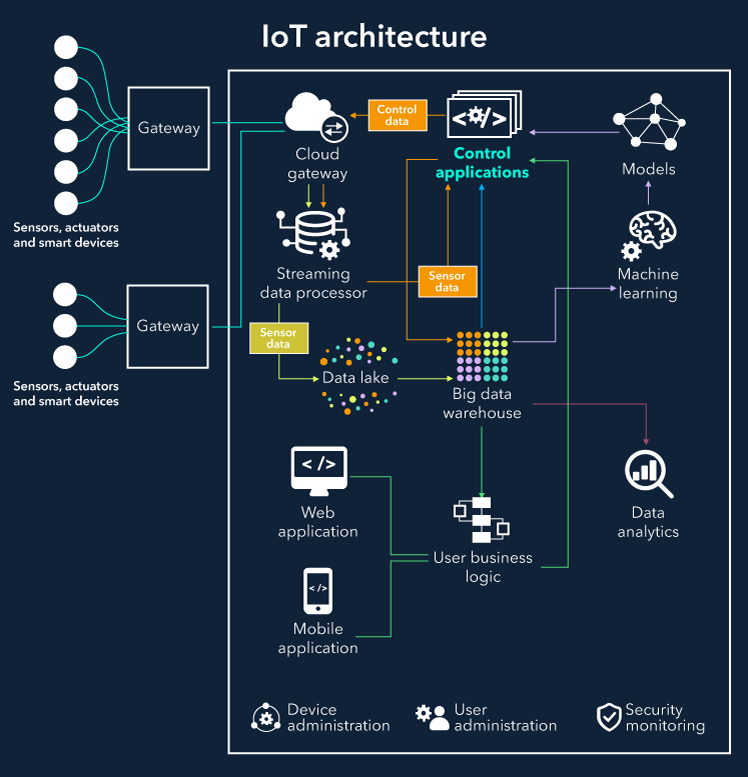 IoT architecture
Gateway
Sensors, actuators
and smart devices
Gateway
Sensors, actuators
and smart devices
Cloud
gateway
Control
data
</>
Control
applications
Models
Streaming
data processor
Sensor
data
Machine
learning
Sensor
data
Data lake
Big data
warehouse
</>
Web
application
User business
logic
Data
analytics
</>
Mobile
application
Device
administration
User
administration
Security
monitoring